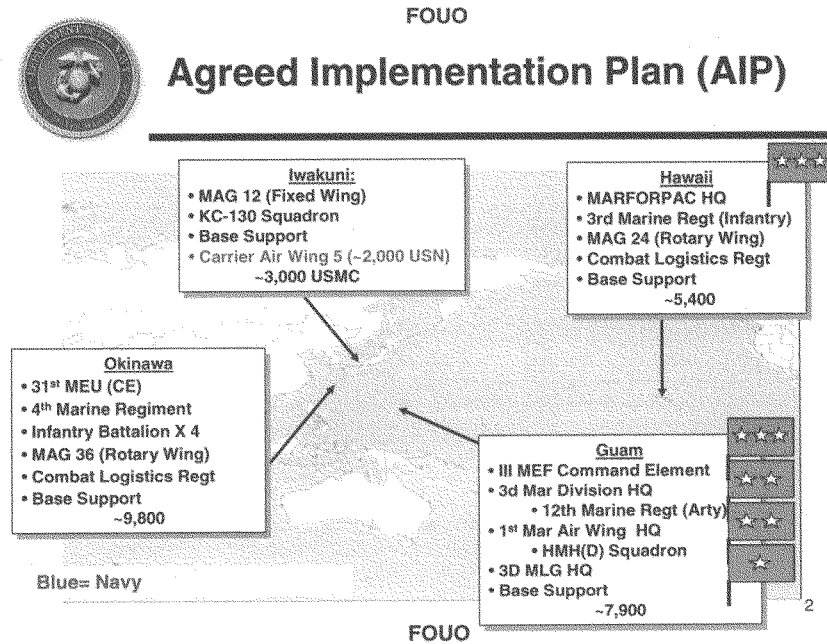 FOUO
Agreed Implementation Plan (AIP)
Iwakuni:
• MAG 12 (Fixed Wing)
• KC-130 Squadron
• Base Support
• Carrier Air Wing 5 (~2,000 USN)
~3,000 USMC
Hawaii
• MARFORPAC HQ
• 3rd Marine Regt (Infantry)
• MAG 24 (Rotary Wing)
• Combat Logistics Regt
• Base Support
~5,400
Okinawa
• 31st MEU (CE)
• 4th Marine Regiment
• Infantry Battalion X 4
• MAG 36 (Rotary Wing)
• Combat Logistics Regt
• Base Support
~9,800
Guam
• III MEF Command Element
• 3d Mar Division HQ
• 12th Marine Regt (Arty)
• 1st Mar Air Wing HQ
• HMH(D) Squadron
• 3D MLG HQ
• Base Support
~7,900
Blue= Navy
2
FOUO